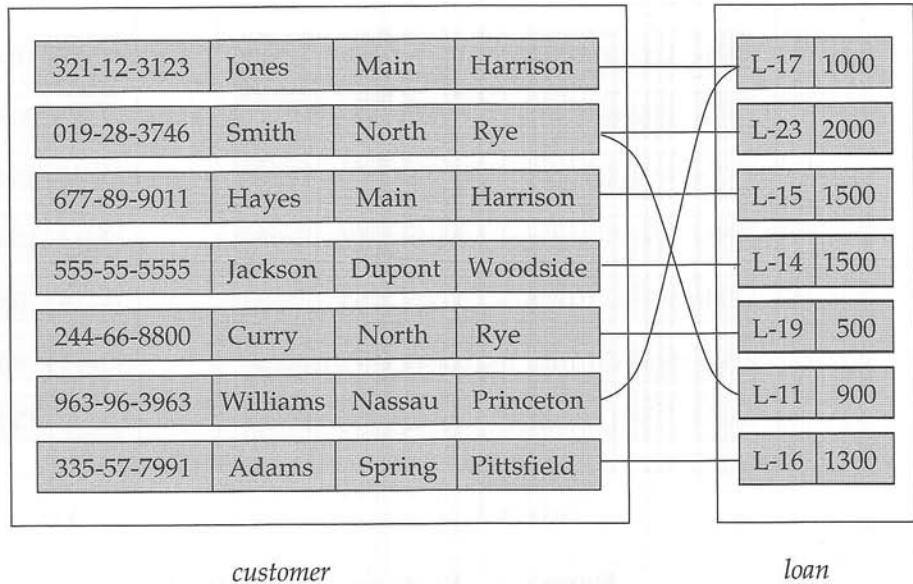 321-12-3123 Jones Main Harrison L-17 1000
019-28-3746 Smith North Rye L-23 2000
677-89-9011 Hayes Main Harrison L-15 1500
555-55-5555 Jackson Dupont Woodside L-14 1500
244-66-8800 Curry North Rye L-19 500
963-96-3963 Williams Nassau Princeton L-11 900
335-57-7991 Adams Spring Pittsfield L-16 1300
customer loan